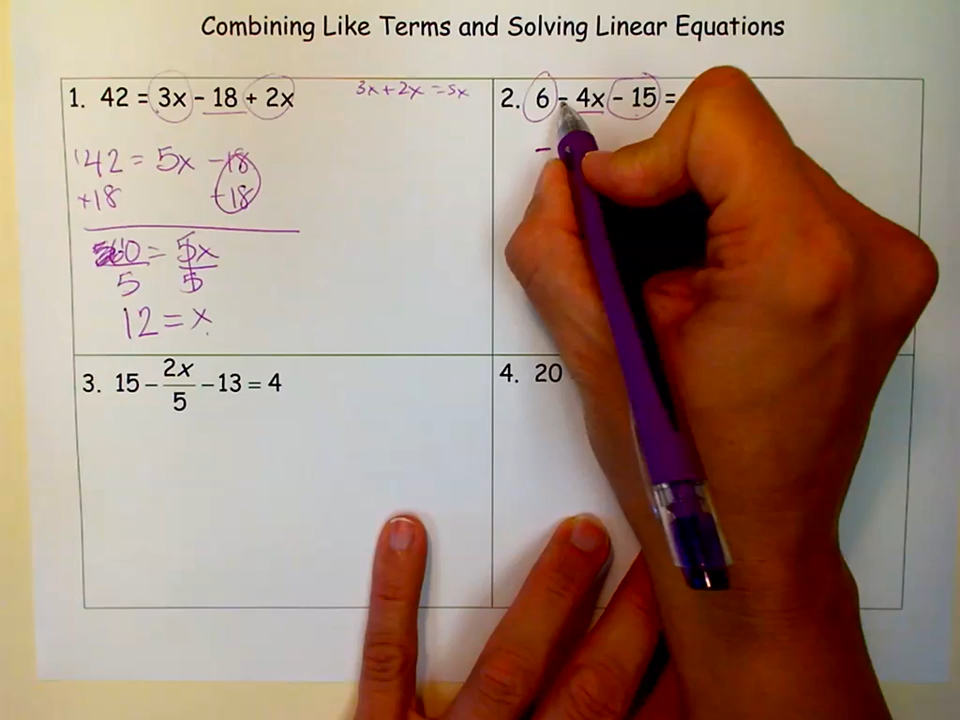 Combining Like Terms and Solving Linear Equations
1. 42 = 3x - 18 + 2x
3x + 2x = 5x
42 = 5x - 18
+18 +18
60 = 5x
5 5
12 = x
2. 6 - 4x - 15 =
-
3. 15 - 2x/5 - 13 = 4
4. 20